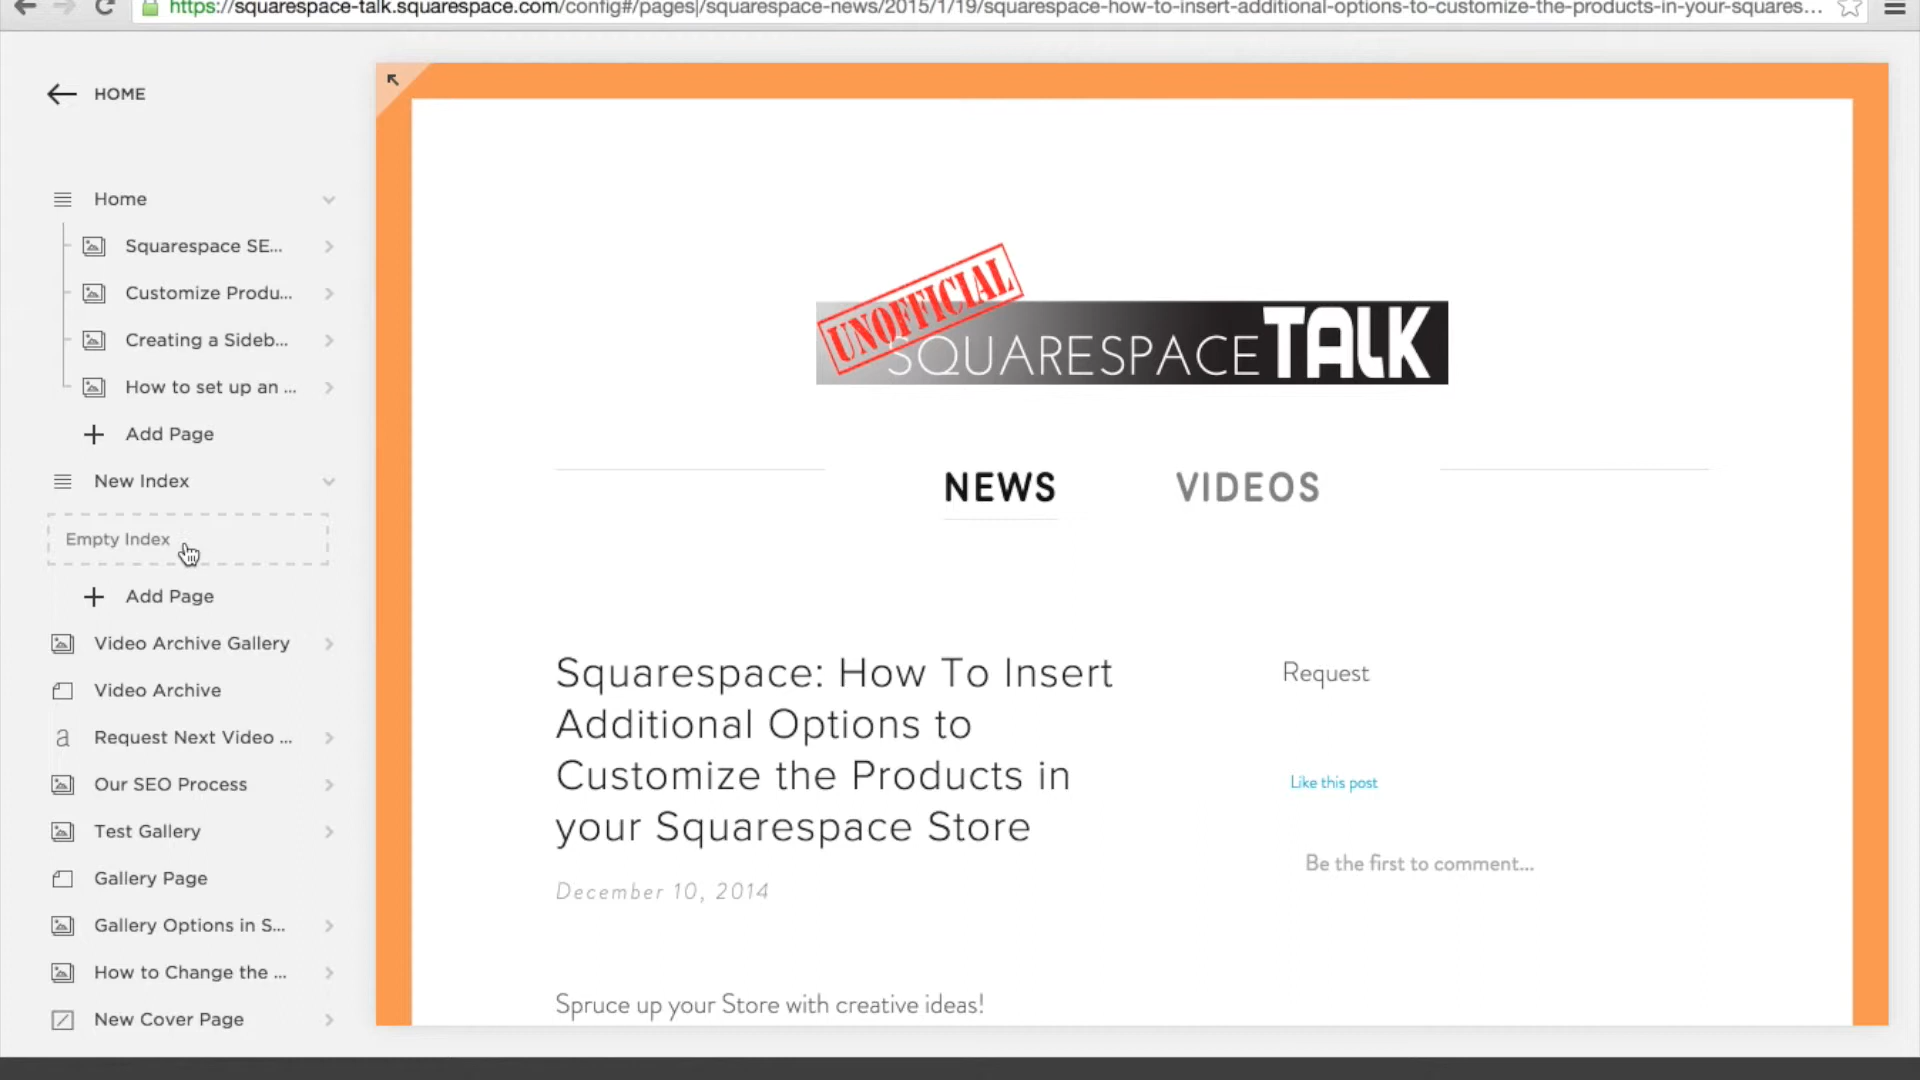 https://squarespace-talk.squarespace.com/config#/pages|/squarespace-news/2015/1/19/squarespace-how-to-insert-additional-options-to-customize-the-products-in-your-squares...
HOME
Home
Squarespace SE...
Customize Produ...
Creating a Sideb...
How to set up an ...
Add Page
New Index
Empty Index
Add Page
Video Archive Gallery
Video Archive
a Request Next Video ...
Our SEO Process
Test Gallery
Gallery Page
Gallery Options in S...
How to Change the ...
New Cover Page
UNOFFICIAL
SQUARESPACE TALK
NEWS VIDEOS
Squarespace: How To Insert
Additional Options to
Customize the Products in
your Squarespace Store
December 10, 2014
Spruce up your Store with creative ideas!
Request
Like this post
Be the first to comment...